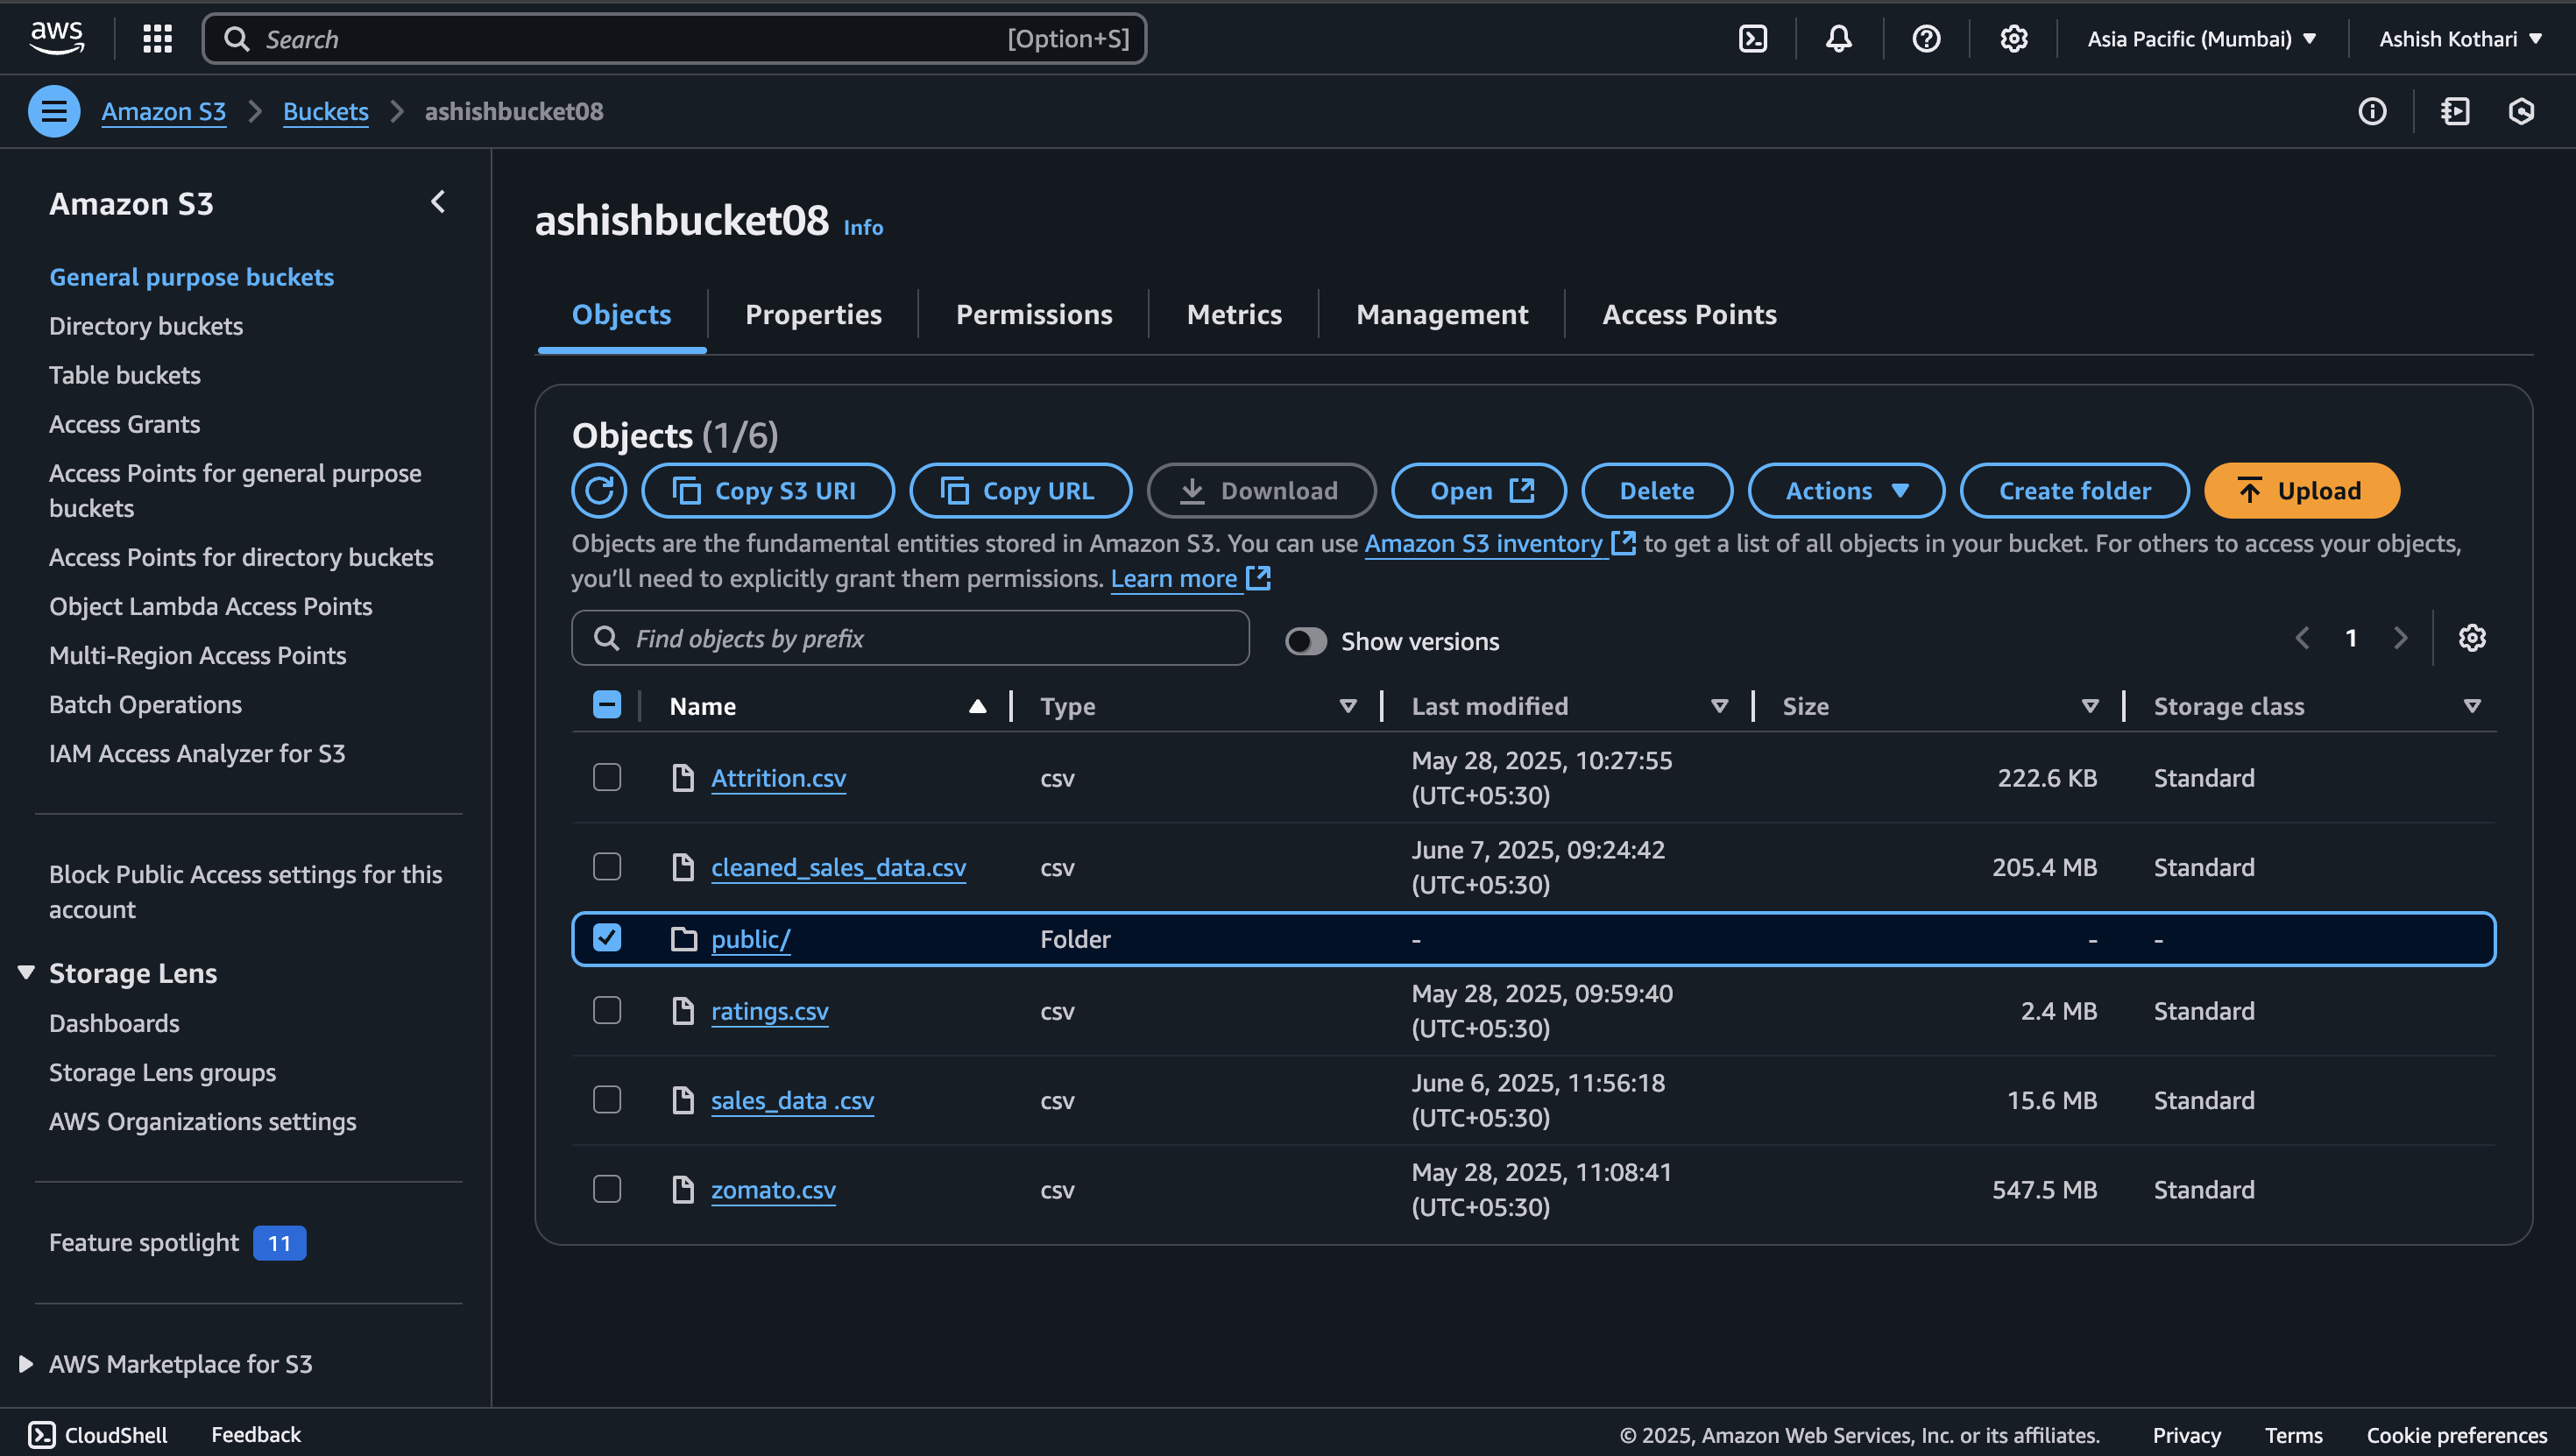 aws
Search [Option+S]
Asia Pacific (Mumbai)
Ashish Kothari
Amazon S3 > Buckets > ashishbucket08
Amazon S3
General purpose buckets
Directory buckets
Table buckets
Access Grants
Access Points for general purpose
buckets
Access Points for directory buckets
Object Lambda Access Points
Multi-Region Access Points
Batch Operations
IAM Access Analyzer for S3
Block Public Access settings for this
account
Storage Lens
Dashboards
Storage Lens groups
AWS Organizations settings
Feature spotlight 11
AWS Marketplace for S3
ashishbucket08 Info
Objects Properties Permissions Metrics Management Access Points
Objects (1/6)
Copy S3 URI Copy URL Download Open Delete Actions Create folder Upload
Objects are the fundamental entities stored in Amazon S3. You can use Amazon S3 inventory to get a list of all objects in your bucket. For others to access your objects,
you’ll need to explicitly grant them permissions. Learn more
Find objects by prefix Show versions 1
Name Type Last modified Size Storage class
Attrition.csv csv May 28, 2025, 10:27:55 (UTC+05:30) 222.6 KB Standard
cleaned_sales_data.csv csv June 7, 2025, 09:24:42 (UTC+05:30) 205.4 MB Standard
public/ Folder - - -
ratings.csv csv May 28, 2025, 09:59:40 (UTC+05:30) 2.4 MB Standard
sales_data .csv csv June 6, 2025, 11:56:18 (UTC+05:30) 15.6 MB Standard
zomato.csv csv May 28, 2025, 11:08:41 (UTC+05:30) 547.5 MB Standard
CloudShell Feedback © 2025, Amazon Web Services, Inc. or its affiliates. Privacy Terms Cookie preferences